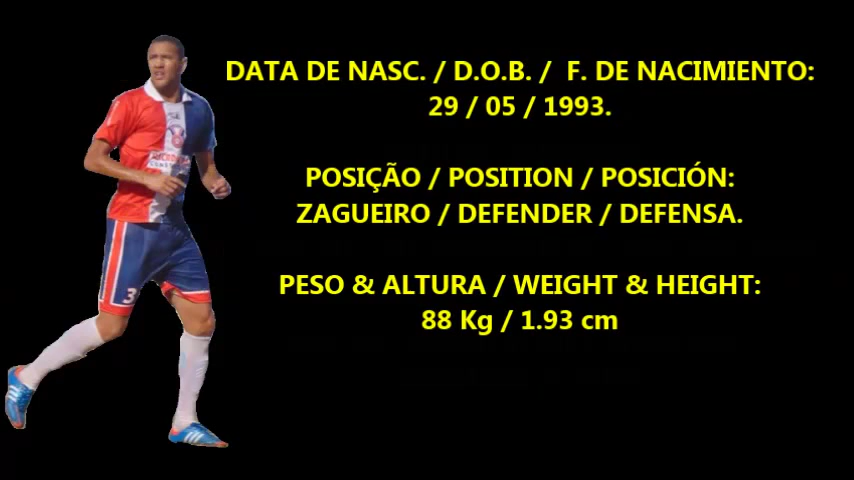 DATA DE NASC. / D.O.B. / F. DE NACIMIENTO:
29 / 05 / 1993.
POSIÇÃO / POSITION / POSICIÓN:
ZAGUEIRO / DEFENDER / DEFENSA.
PESO & ALTURA / WEIGHT & HEIGHT:
88 Kg / 1.93 cm
3